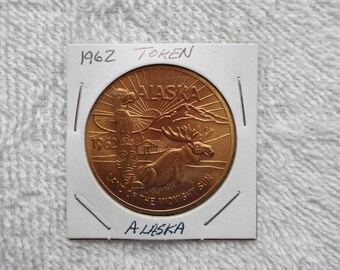 1962 TOKEN
ALASKA
1962
LAND OF THE MIDNIGHT SUN
ALASKA